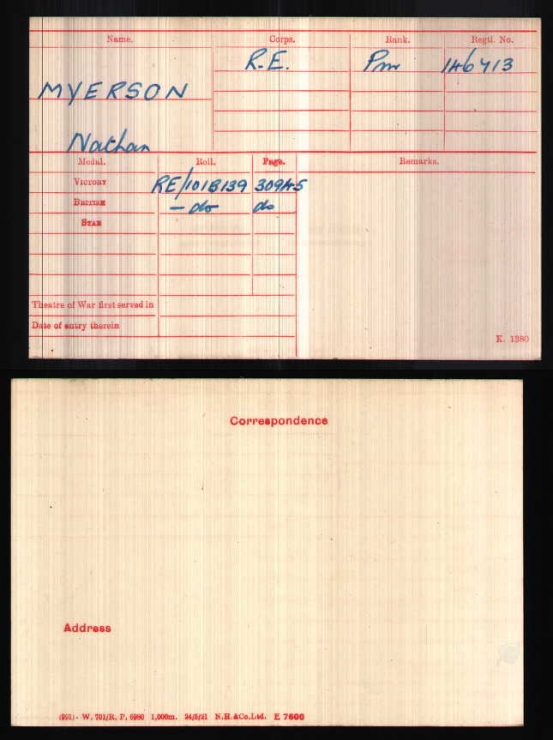 Name. Corps. Rank. Regtl. No.
R.E. Pnr 146413
MYERSON
Nathan
Medal. Roll. Page. Remarks.
VICTORY RE/101B139 30945
BRITISH – do do
STAR
Theatre of War first served in
Date of entry therein
K. 1380
Correspondence
Address
W. 781/R. P. 6980 1,000m. 24/5/21 N.H.&Co.Ltd. E 7600